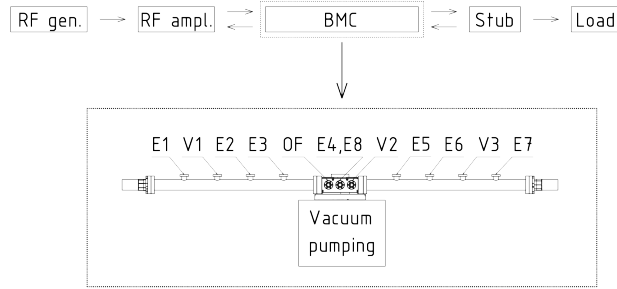 RF gen. RF ampl. BMC Stub Load
E1 V1 E2 E3 OF E4,E8 V2 E5 E6 V3 E7
Vacuum
pumping